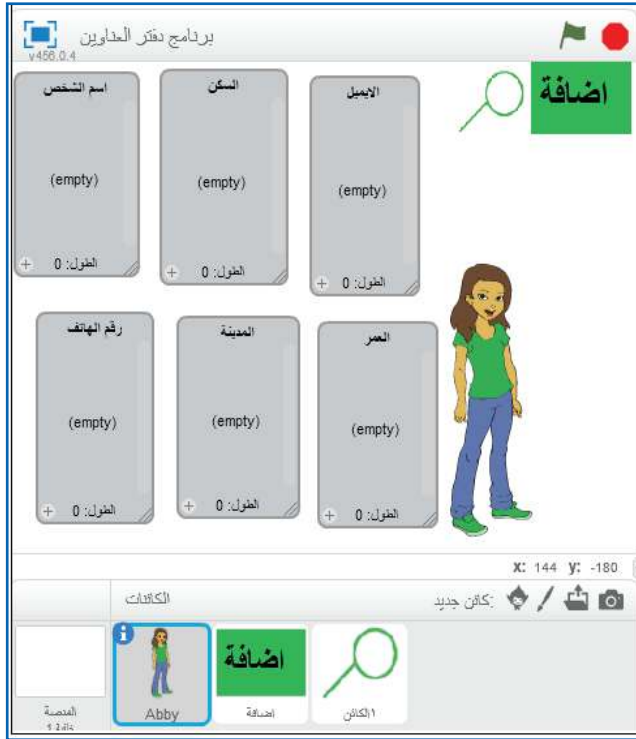 برنامج دفتر العناوين
v456.0.4
اضافة
اسم الشخص
(empty)
الطول: 0
السكن
(empty)
الطول: 0
الايميل
(empty)
الطول: 0
رقم الهاتف
(empty)
الطول: 0
المدينة
(empty)
الطول: 0
العمر
(empty)
الطول: 0
x: 144 y: -180
الكائنات
كائن جديد:
المنصة
Abby
اضافة
اضافة
الكائن1